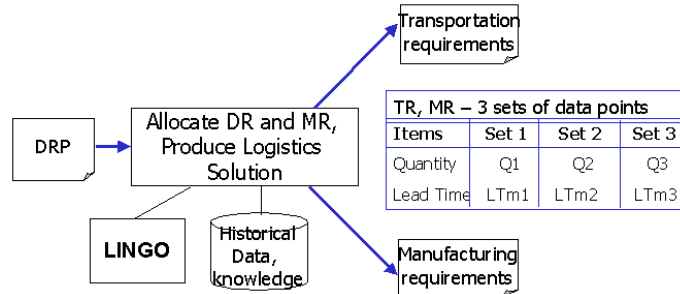 Transportation
requirements
TR, MR – 3 sets of data points
Items Set 1 Set 2 Set 3
Quantity Q1 Q2 Q3
Lead Time LTm1 LTm2 LTm3
DRP
Allocate DR and MR,
Produce Logistics
Solution
LINGO
Historical
Data,
knowledge
Manufacturing
requirements